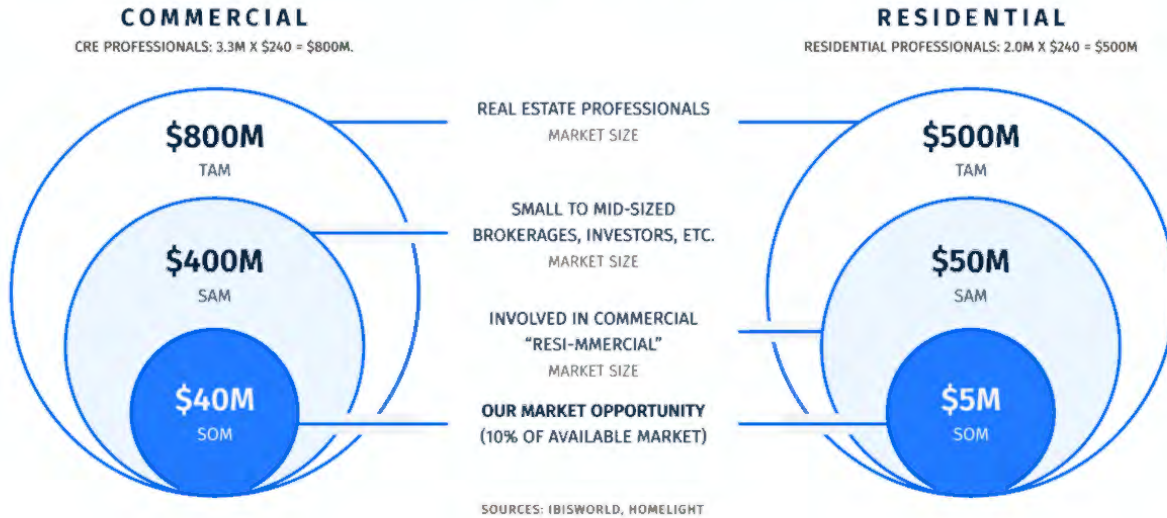 COMMERCIAL
CRE PROFESSIONALS: 3.3M X $240 = $800M.
$800M
TAM
$400M
SAM
$40M
SOM
REAL ESTATE PROFESSIONALS
MARKET SIZE
SMALL TO MID-SIZED
BROKERAGES, INVESTORS, ETC.
MARKET SIZE
INVOLVED IN COMMERCIAL
“RESI-MMERCIAL”
MARKET SIZE
OUR MARKET OPPORTUNITY
(10% OF AVAILABLE MARKET)
RESIDENTIAL
RESIDENTIAL PROFESSIONALS: 2.0M X $240 = $500M
$500M
TAM
$50M
SAM
$5M
SOM
SOURCES: IBISWORLD, HOMELIGHT